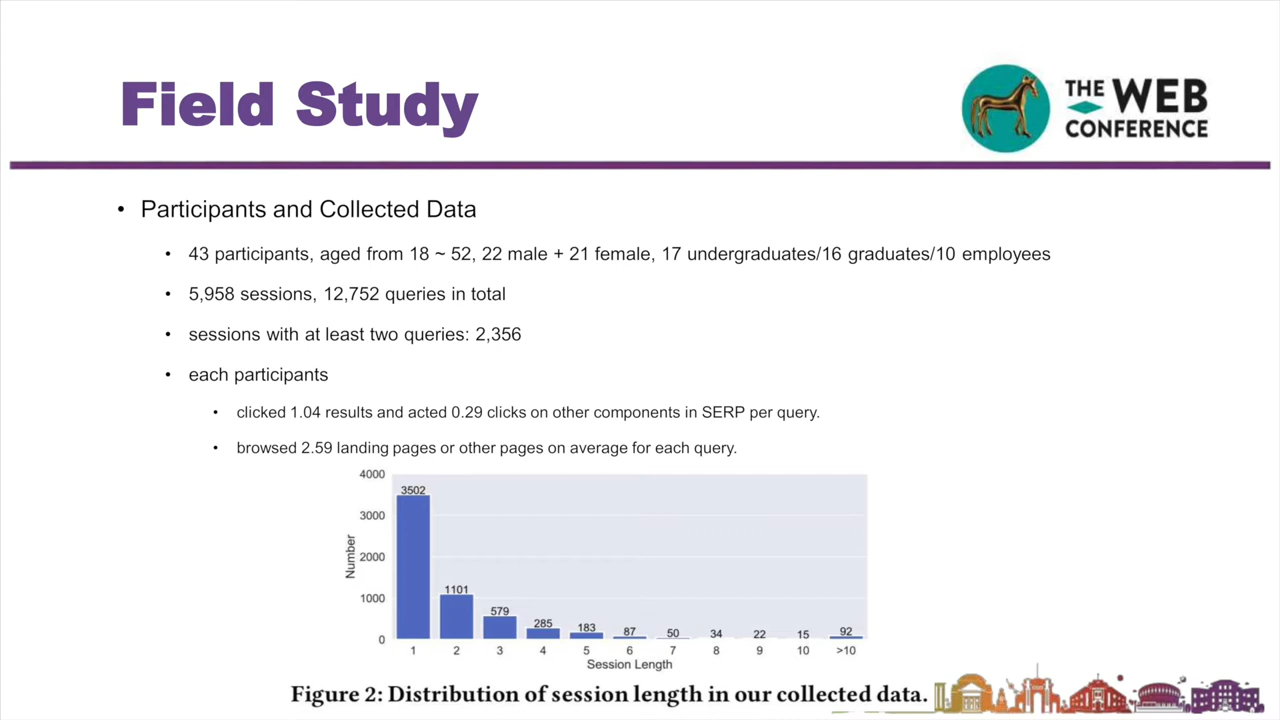 Field Study
THE WEB
CONFERENCE
• Participants and Collected Data
• 43 participants, aged from 18 ~ 52, 22 male + 21 female, 17 undergraduates/16 graduates/10 employees
• 5,958 sessions, 12,752 queries in total
• sessions with at least two queries: 2,356
• each participants
• clicked 1.04 results and acted 0.29 clicks on other components in SERP per query.
• browsed 2.59 landing pages or other pages on average for each query.
4000
3000
2000
1000
0
Number
3502
1101
579
285
183
87
50
34
22
15
92
1 2 3 4 5 6 7 8 9 10 >10
Session Length
Figure 2: Distribution of session length in our collected data.